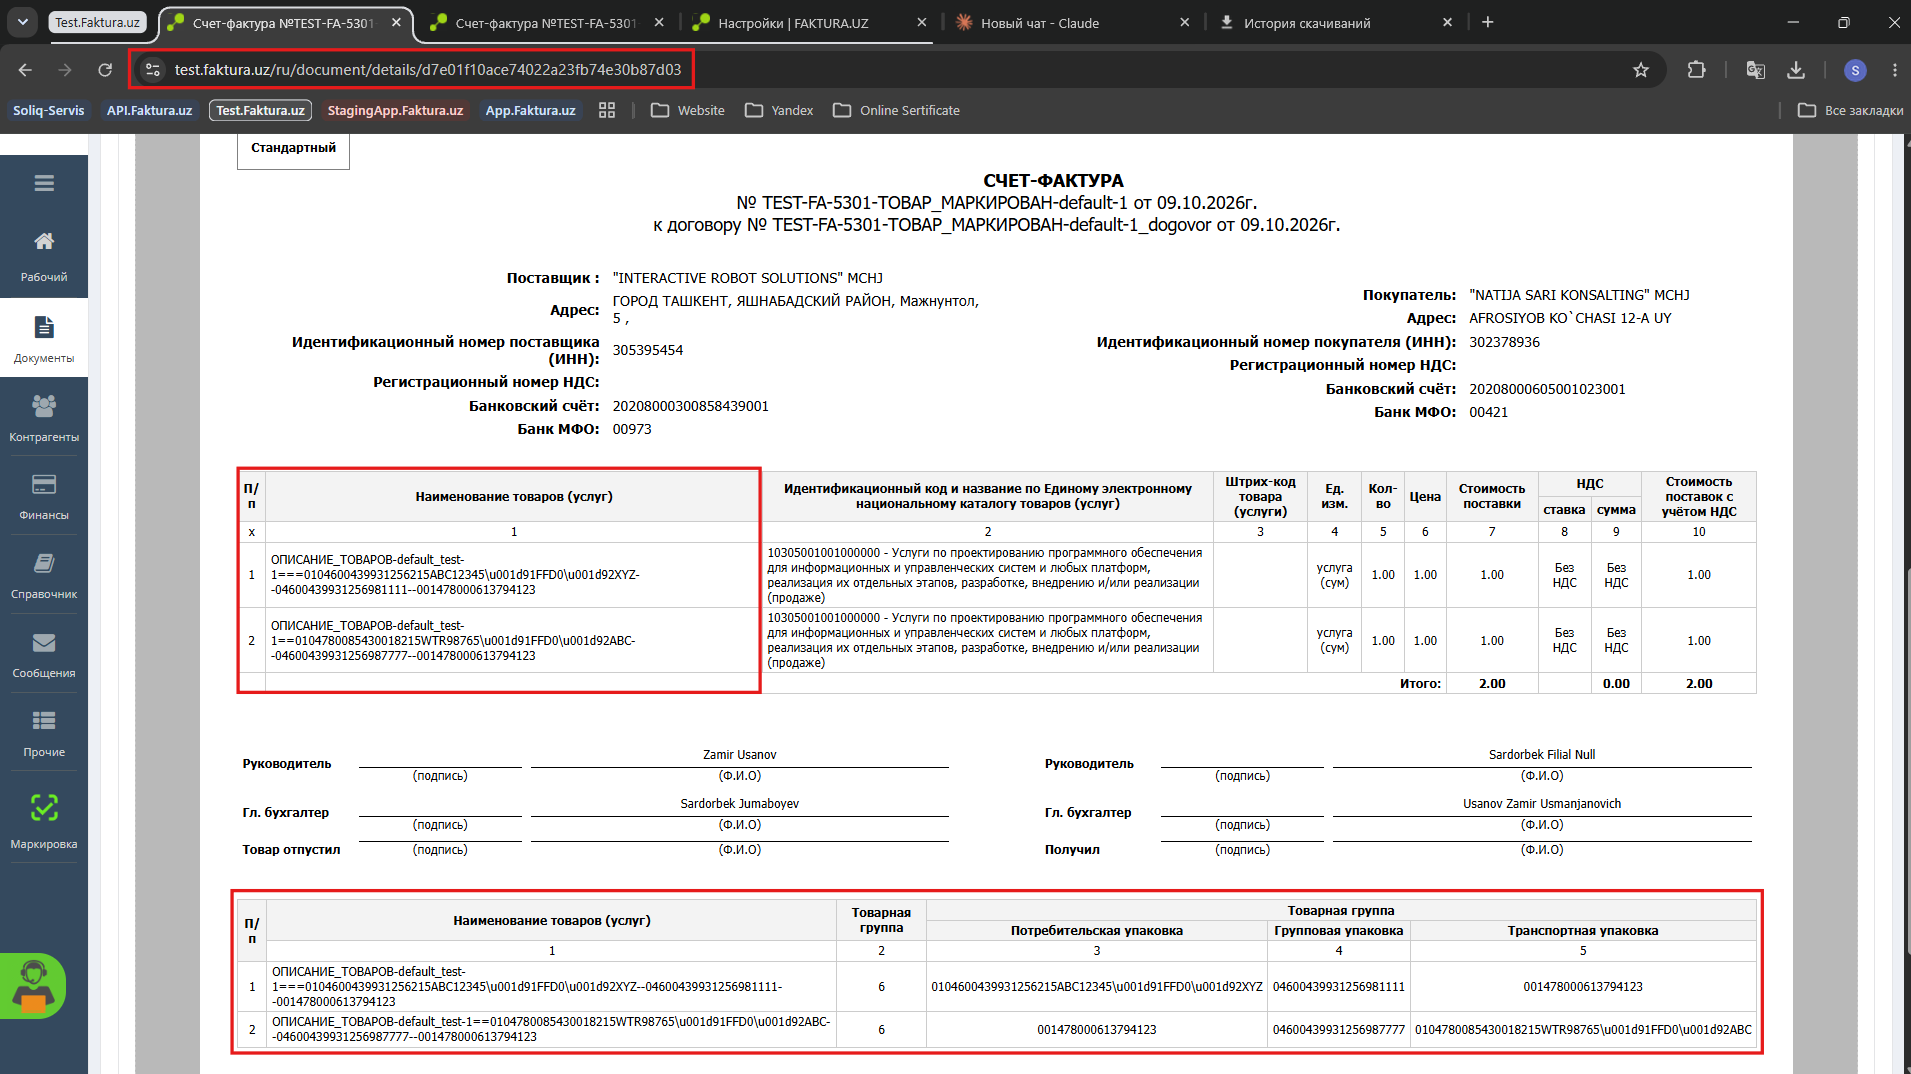 Test.Faktura.uz
Счет-фактура №TEST-FA-5301-
Счет-фактура №TEST-FA-5301-
Настройки | FAKTURA.UZ
Новый чат - Claude
История скачиваний
test.faktura.uz/ru/document/details/d7e01f10ace74022a23fb74e30b87d03
S
Soliq-Servis
API.Faktura.uz
Test.Faktura.uz
StagingApp.Faktura.uz
App.Faktura.uz
Website
Yandex
Online Sertificate
Все закладки
Рабочий
Документы
Контрагенты
Финансы
Справочник
Сообщения
Прочие
Маркировка
Стандартный
СЧЕТ-ФАКТУРА
№ TEST-FA-5301-ТОВАР_МАРКИРОВАН-default-1 от 09.10.2026г.
к договору № TEST-FA-5301-ТОВАР_МАРКИРОВАН-default-1_dogovor от 09.10.2026г.
Поставщик : "INTERACTIVE ROBOT SOLUTIONS" MCHJ
Адрес: ГОРОД ТАШКЕНТ, ЯШНАБАДСКИЙ РАЙОН, Мажнунтол,
5 ,
Идентификационный номер поставщика
(ИНН): 305395454
Регистрационный номер НДС:
Банковский счёт: 20208000300858439001
Банк МФО: 00973
Покупатель: "NATIJA SARI KONSALTING" MCHJ
Адрес: AFROSIYOB KO`CHASI 12-A UY
Идентификационный номер покупателя (ИНН): 302378936
Регистрационный номер НДС:
Банковский счёт: 20208000605001023001
Банк МФО: 00421
П/
п
Наименование товаров (услуг)
Идентификационный код и название по Единому электронному
национальному каталогу товаров (услуг)
Штрих-код
товара
(услуги)
Ед.
изм.
Кол-
во
Цена
Стоимость
поставки
НДС
ставка сумма
Стоимость
поставок с
учётом НДС
x 1 2 3 4 5 6 7 8 9 10
1
ОПИСАНИЕ_ТОВАРОВ-default_test-
1===0104600439931256215ABC12345\u001d91FFD0\u001d92XYZ-
-04600439931256981111--001478000613794123
10305001001000000 - Услуги по проектированию программного обеспечения
для информационных и управленческих систем и любых платформ,
реализация их отдельных этапов, разработке, внедрению и/или реализации
(продаже)
услуга
(сум)
1.00 1.00 1.00
Без
НДС
Без
НДС
1.00
2
ОПИСАНИЕ_ТОВАРОВ-default_test-
1==0104780085430018215WTR98765\u001d91FFD0\u001d92ABC-
-04600439931256987777--001478000613794123
10305001001000000 - Услуги по проектированию программного обеспечения
для информационных и управленческих систем и любых платформ,
реализация их отдельных этапов, разработке, внедрению и/или реализации
(продаже)
услуга
(сум)
1.00 1.00 1.00
Без
НДС
Без
НДС
1.00
Итого: 2.00 0.00 2.00
Zamir Usanov
Руководитель
(подпись) (Ф.И.О)
Sardorbek Jumaboyev
Гл. бухгалтер
(подпись) (Ф.И.О)
Товар отпустил
(подпись) (Ф.И.О)
Sardorbek Filial Null
Руководитель
(подпись) (Ф.И.О)
Usanov Zamir Usmanjanovich
Гл. бухгалтер
(подпись) (Ф.И.О)
Получил
(подпись) (Ф.И.О)
П/
п
Наименование товаров (услуг)
Товарная
группа
Товарная группа
Потребительская упаковка Групповая упаковка Транспортная упаковка
1 2 3 4 5
1
ОПИСАНИЕ_ТОВАРОВ-default_test-
1===0104600439931256215ABC12345\u001d91FFD0\u001d92XYZ--04600439931256981111-
-001478000613794123
6
0104600439931256215ABC12345\u001d91FFD0\u001d92XYZ
04600439931256981111
001478000613794123
2
ОПИСАНИЕ_ТОВАРОВ-default_test-1==0104780085430018215WTR98765\u001d91FFD0\u001d92ABC-
-04600439931256987777--001478000613794123
6
001478000613794123
04600439931256987777
0104780085430018215WTR98765\u001d91FFD0\u001d92ABC